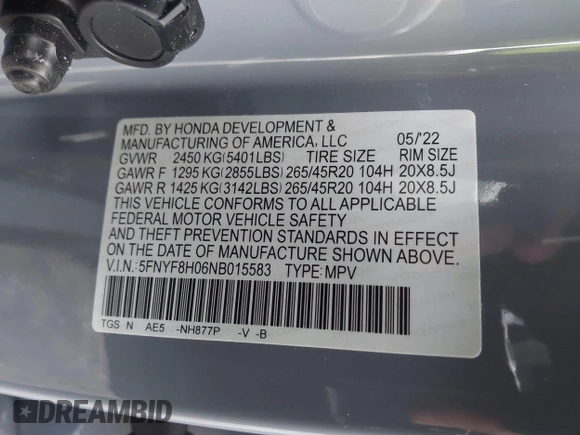 MFD. BY HONDA DEVELOPMENT &
MANUFACTURING OF AMERICA, LLC 05/'22
GVWR 2450 KG(5401LBS) TIRE SIZE RIM SIZE
GAWR F 1295 KG(2855LBS) 265/45R20 104H 20X8.5J
GAWR R 1425 KG(3142LBS) 265/45R20 104H 20X8.5J
THIS VEHICLE CONFORMS TO ALL APPLICABLE
FEDERAL MOTOR VEHICLE SAFETY
AND THEFT PREVENTION STANDARDS IN EFFECT
ON THE DATE OF MANUFACTURE SHOWN ABOVE.
V.I.N.:5FNYF8H06NB015583 TYPE:MPV
TGS N AE5 -NH877P -V -B
DREAMBID